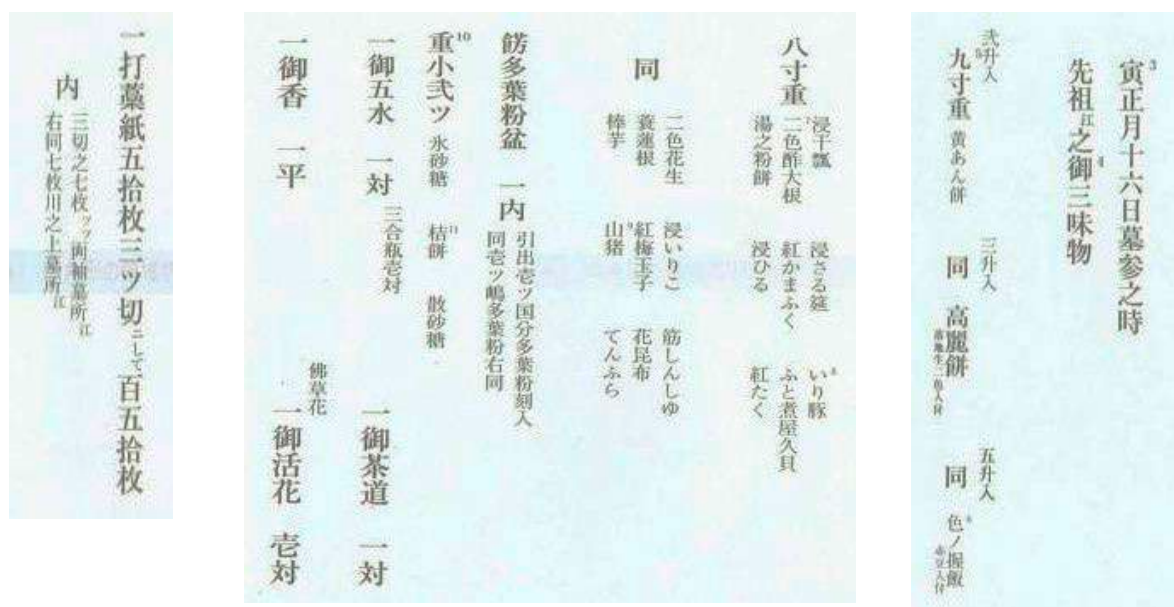 寅正月十六日墓参之時
先祖江之御三味物
弐升入
九寸重 黄あん餅
三升入
同 高麗餅
五升入
同 色ノ握飯
赤豆入付
八寸重
浸干瓢 浸さる筵 いり豚
二色酢大根 紅かまふく ふと煮屋久貝
湯之粉餅 浸ひる 紅たく
同
二色花生 浸いりこ 筋しんしゆ
蓑蓮根 紅梅玉子 花昆布
棒芋 山猪 てんふら
餝多葉粉盆 一内
引出壱ツ国分多葉粉刻入
同壱ツ嶋多葉粉右同
重小弐ツ 氷砂糖 桔餅 散砂糖
一御五水 一対 三合瓶壱対 一御茶道 一対
一御香 一平 佛草花 一御活花 壱対
一打藁紙五拾枚三ツ切ニして百五拾枚
内
三切之七枚ツヽ両袖墓所江
右同七枚川之上墓所江